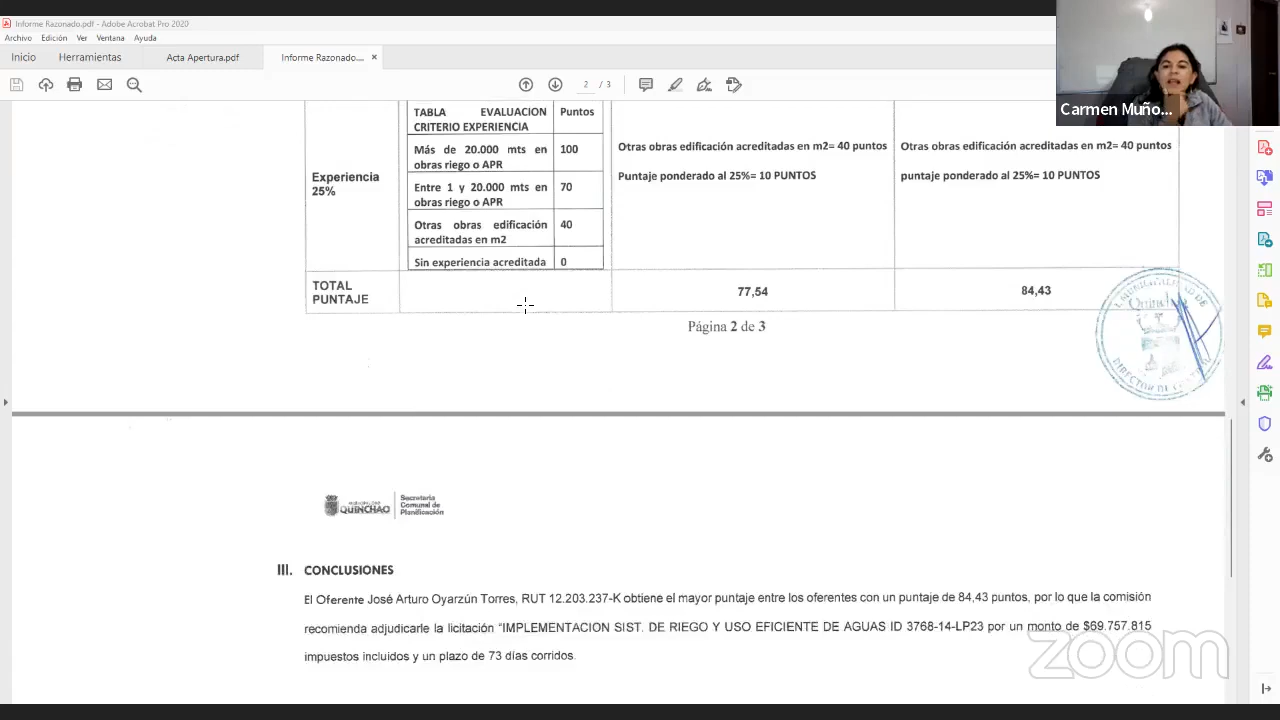 Informe Razonado.pdf - Adobe Acrobat Pro 2020
Archivo Edición Ver Ventana Ayuda
Inicio Herramientas Acta Apertura.pdf Informe Razonado.... ×
2 / 3
Carmen Muño...
TABLA EVALUACION CRITERIO EXPERIENCIA
Puntos
Experiencia
25%
Más de 20.000 mts en
obras riego o APR
100
Entre 1 y 20.000 mts en
obras riego o APR
70
Otras obras edificación
acreditadas en m2
40
Sin experiencia acreditada
0
Otras obras edificación acreditadas en m2= 40 puntos
Puntaje ponderado al 25%= 10 PUNTOS
Otras obras edificación acreditadas en m2= 40 puntos
puntaje ponderado al 25%= 10 PUNTOS
TOTAL
PUNTAJE
77,54
84,43
Página 2 de 3
QUINCHAO
Secretaria
Comunal de
Planificación
III. CONCLUSIONES
El Oferente José Arturo Oyarzún Torres, RUT 12.203.237-K obtiene el mayor puntaje entre los oferentes con un puntaje de 84,43 puntos, por lo que la comisión
recomienda adjudicarle la licitación "IMPLEMENTACION SIST. DE RIEGO Y USO EFICIENTE DE AGUAS ID 3768-14-LP23 por un monto de $69.757.815
impuestos incluidos y un plazo de 73 días corridos.
zoom